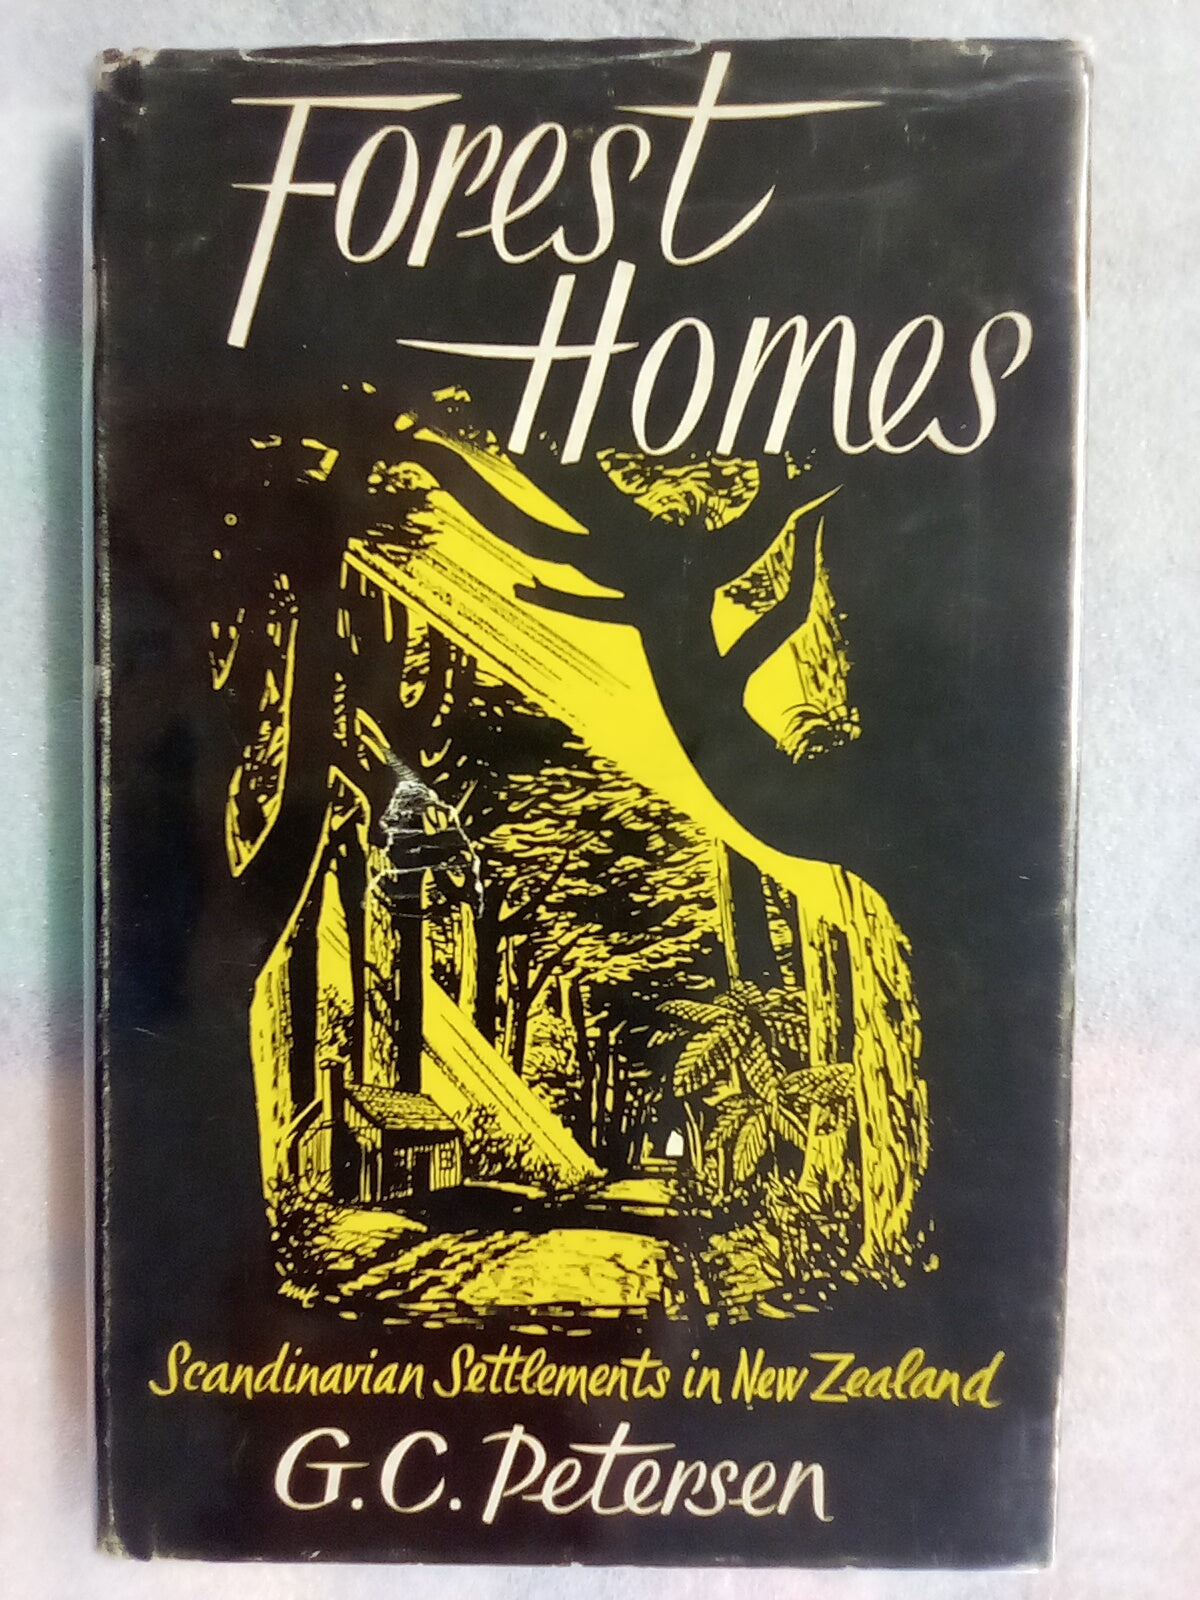 Forest
Homes
Scandinavian Settlements in New Zealand
G.C. Petersen